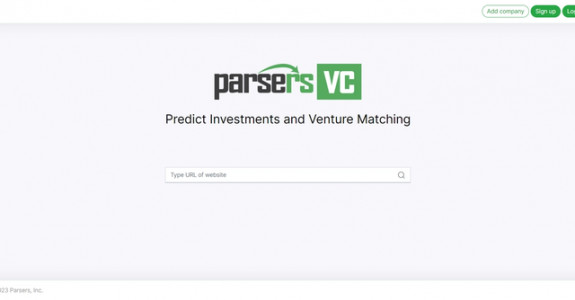 Add company Sign up
parsers VC
Predict Investments and Venture Matching
Type URL of website
Parsers, Inc.